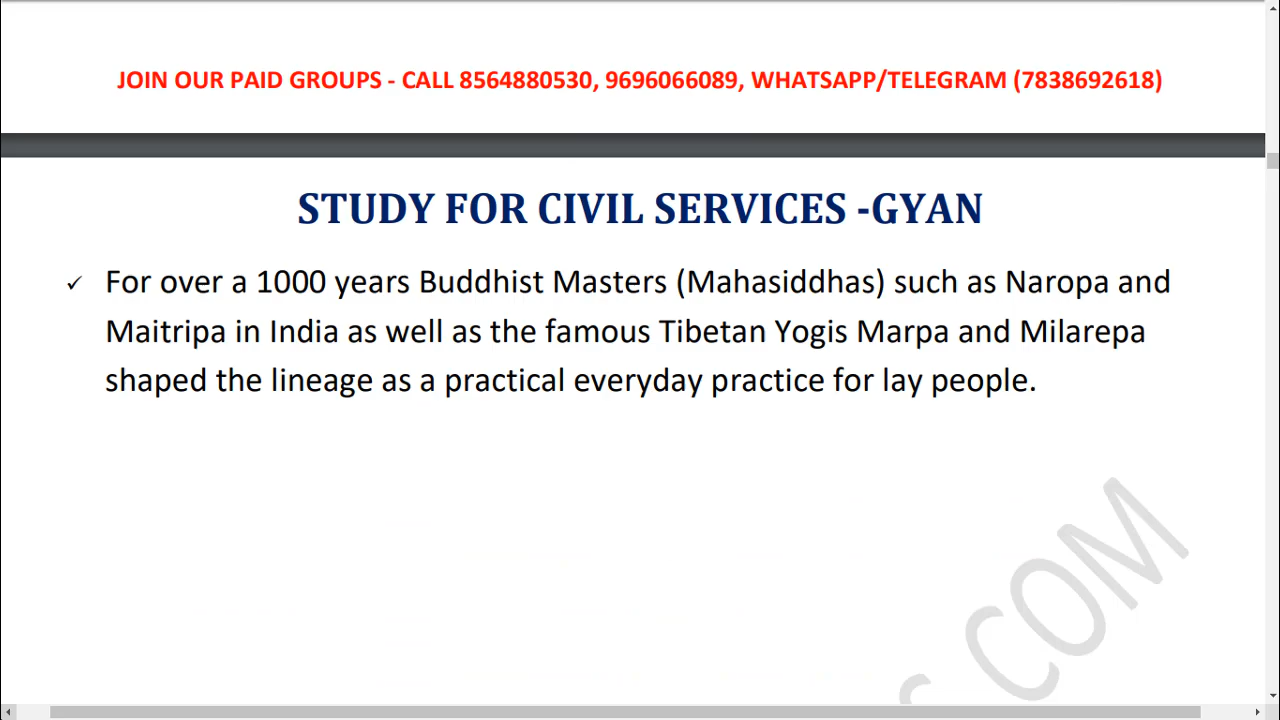 JOIN OUR PAID GROUPS - CALL 8564880530, 9696066089, WHATSAPP/TELEGRAM (7838692618)
STUDY FOR CIVIL SERVICES -GYAN
✓ For over a 1000 years Buddhist Masters (Mahasiddhas) such as Naropa and
Maitripa in India as well as the famous Tibetan Yogis Marpa and Milarepa
shaped the lineage as a practical everyday practice for lay people.
COM